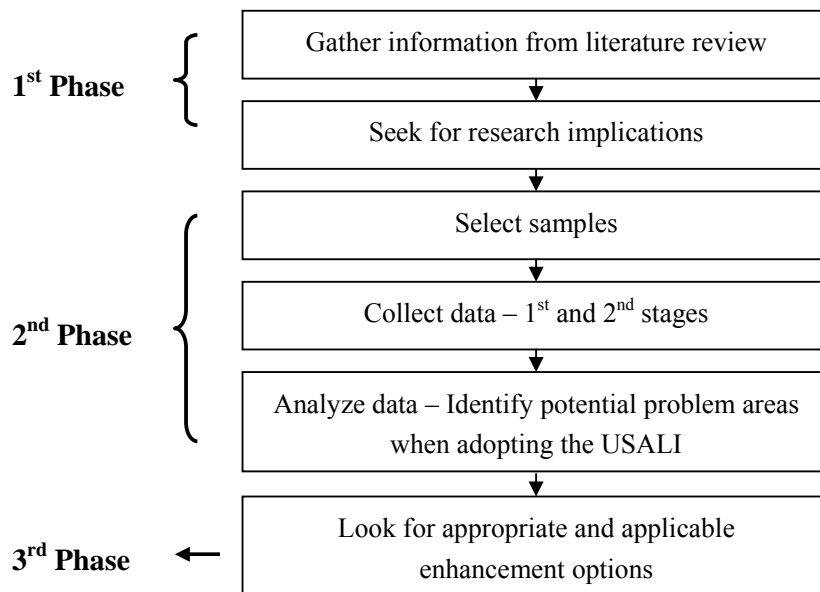 Gather information from literature review
1st Phase
Seek for research implications
Select samples
Collect data – 1st and 2nd stages
2nd Phase
Analyze data – Identify potential problem areas
when adopting the USALI
Look for appropriate and applicable
enhancement options
3rd Phase